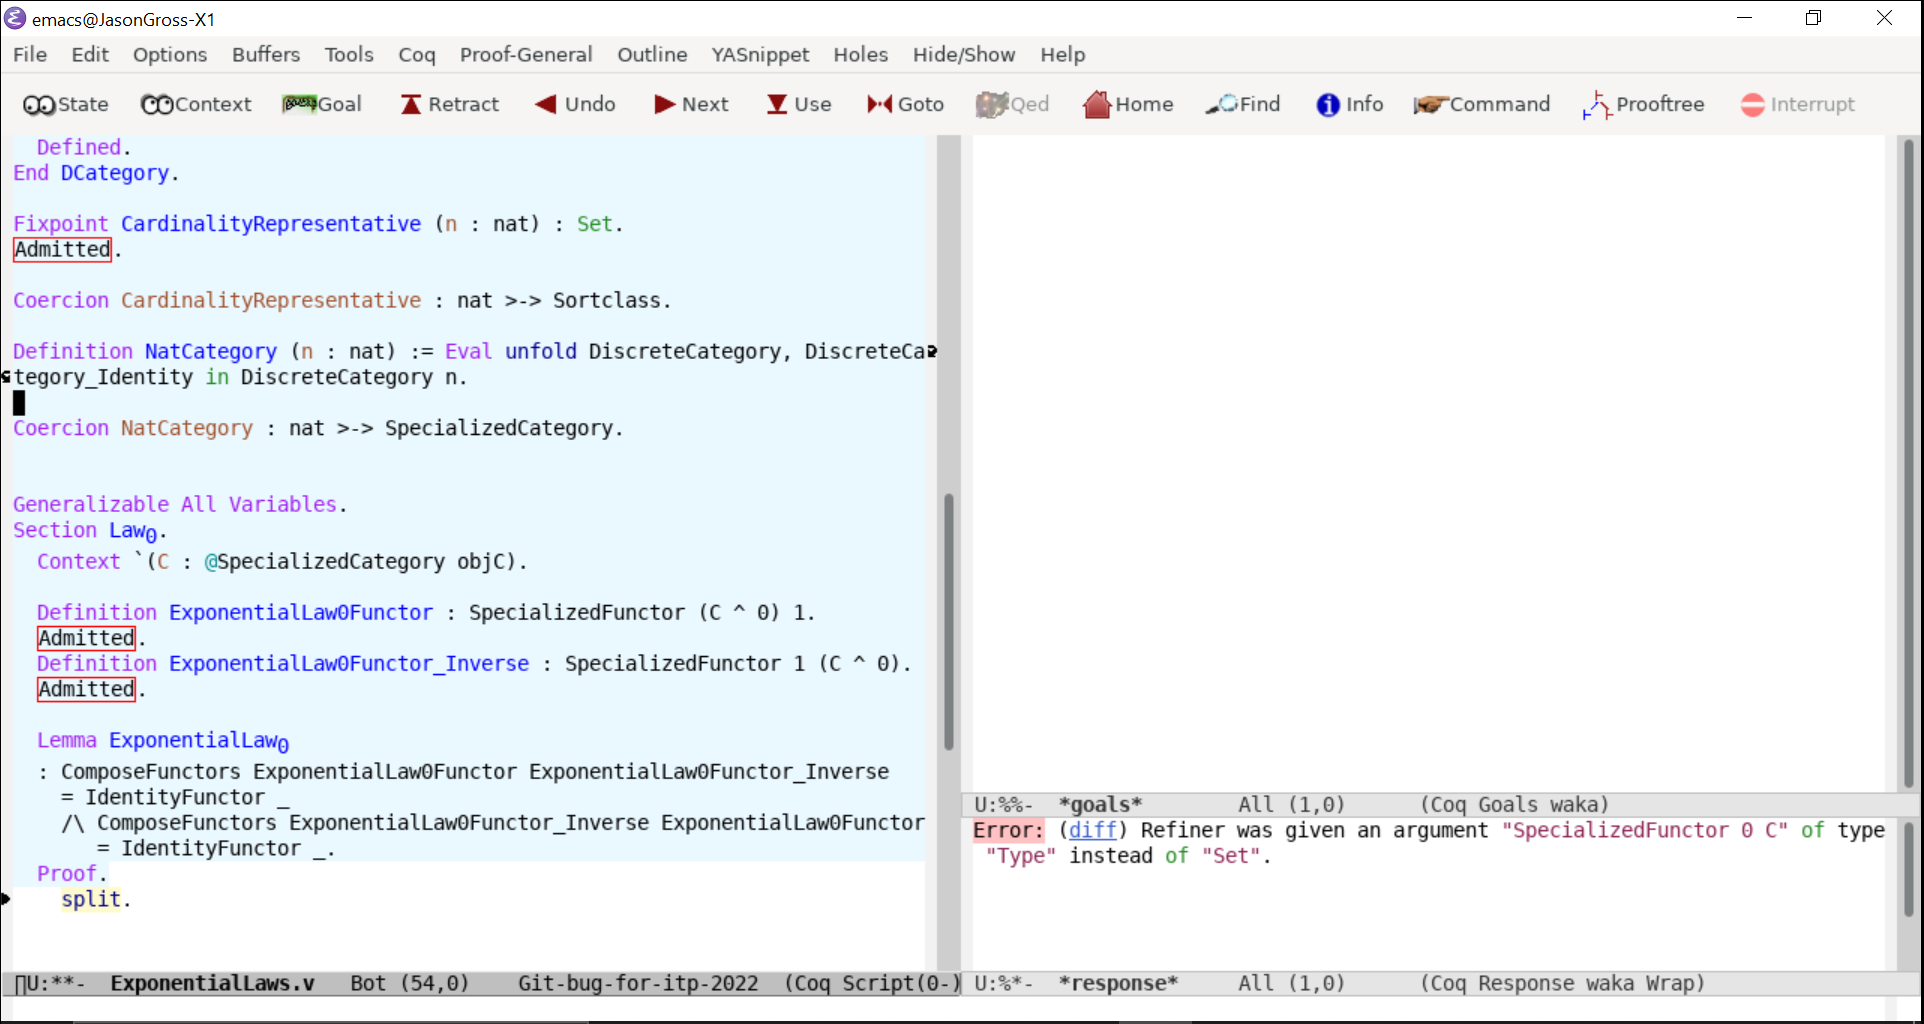 emacs@JasonGross-X1
File Edit Options Buffers Tools Coq Proof-General Outline YASnippet Holes Hide/Show Help
State Context Goal Retract Undo Next Use Goto Qed Home Find Info Command Prooftree Interrupt
Defined.
End DCategory.
Fixpoint CardinalityRepresentative (n : nat) : Set.
Admitted.
Coercion CardinalityRepresentative : nat >-> Sortclass.
Definition NatCategory (n : nat) := Eval unfold DiscreteCategory, DiscreteCa
tegory_Identity in DiscreteCategory n.
Coercion NatCategory : nat >-> SpecializedCategory.
Generalizable All Variables.
Section Law0.
Context `(C : @SpecializedCategory objC).
Definition ExponentialLaw0Functor : SpecializedFunctor (C ^ 0) 1.
Admitted.
Definition ExponentialLaw0Functor_Inverse : SpecializedFunctor 1 (C ^ 0).
Admitted.
Lemma ExponentialLaw0
: ComposeFunctors ExponentialLaw0Functor ExponentialLaw0Functor_Inverse
= IdentityFunctor _
/\ ComposeFunctors ExponentialLaw0Functor_Inverse ExponentialLaw0Functor
= IdentityFunctor _.
Proof.
split.
U:**- ExponentialLaws.v Bot (54,0) Git-bug-for-itp-2022 (Coq Script(0-)
U:%%- *goals* All (1,0) (Coq Goals waka)
Error: (diff) Refiner was given an argument "SpecializedFunctor 0 C" of type
"Type" instead of "Set".
U:%*- *response* All (1,0) (Coq Response waka Wrap)